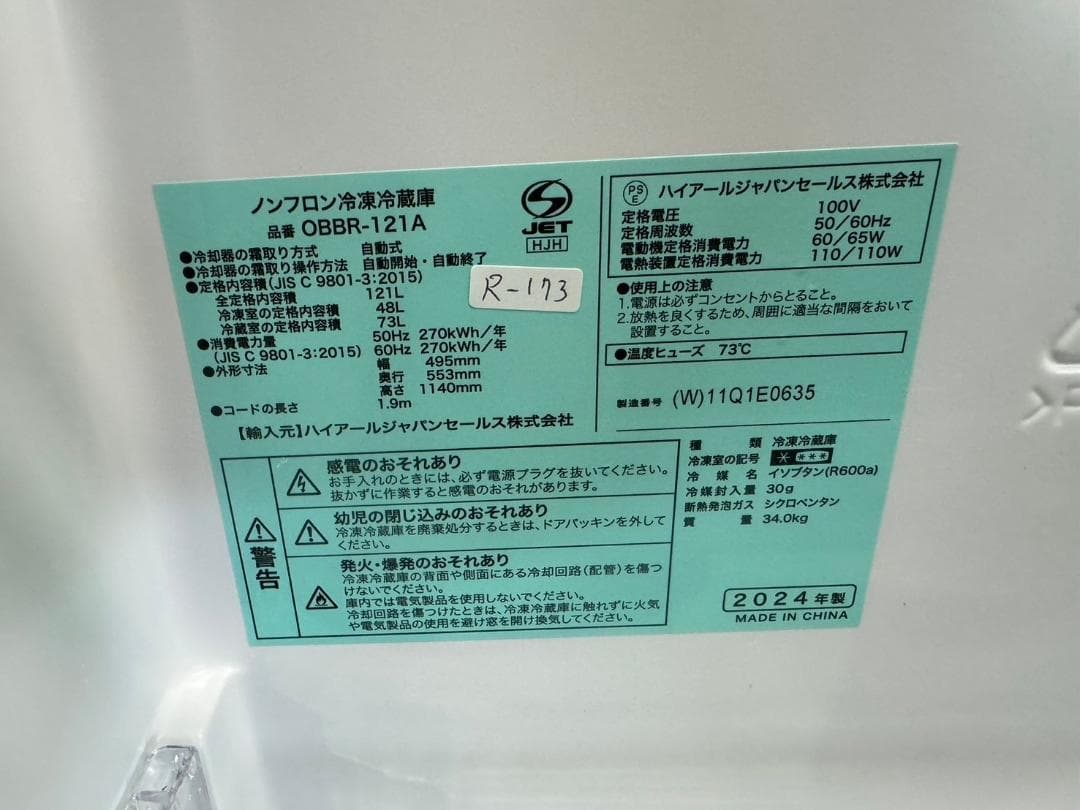 ノンフロン冷凍冷蔵庫
品番 OBBR-121A
JET
HJH
●冷却器の霜取り方式 自動式
●冷却器の霜取り操作方法 自動開始・自動終了
●定格内容積(JIS C 9801-3:2015)
全定格内容積 121L
冷凍室の定格内容積 48L
冷蔵室の定格内容積 73L
●消費電力量 50Hz 270kWh/年
(JIS C 9801-3:2015) 60Hz 270kWh/年
●外形寸法 幅 495mm
奥行 553mm
高さ 1140mm
●コードの長さ 1.9m
【輸入元】ハイアールジャパンセールス株式会社
R-173
PSE ハイアールジャパンセールス株式会社
定格電圧 100V
定格周波数 50/60Hz
電動機定格消費電力 60/65W
電熱装置定格消費電力 110/110W
●使用上の注意
1.電源は必ずコンセントからとること。
2.放熱を良くするため、周囲に適当な間隔をおいて
設置すること。
●温度ヒューズ 73℃
製造番号 (W)11Q1E0635
警告
感電のおそれあり
お手入れのときには、必ず電源プラグを抜いてください。
抜かずに作業すると感電のおそれがあります。
幼児の閉じ込みのおそれあり
冷凍冷蔵庫を廃棄処分するときは、ドアパッキンを外して
ください。
発火・爆発のおそれあり
冷凍冷蔵庫の背面や側面にある冷却回路(配管)を傷つ
けないでください。
庫内では電気製品を使用しないでください。
冷却回路を傷つけたときは、冷凍冷蔵庫に触れずに火気
や電気製品の使用を避け窓を開け換気してください。
種類 冷凍冷蔵庫
冷凍室の記号 * ***
冷媒名 イソブタン(R600a)
冷媒封入量 30g
断熱発泡ガス シクロペンタン
質量 34.0kg
2024年製
MADE IN CHINA